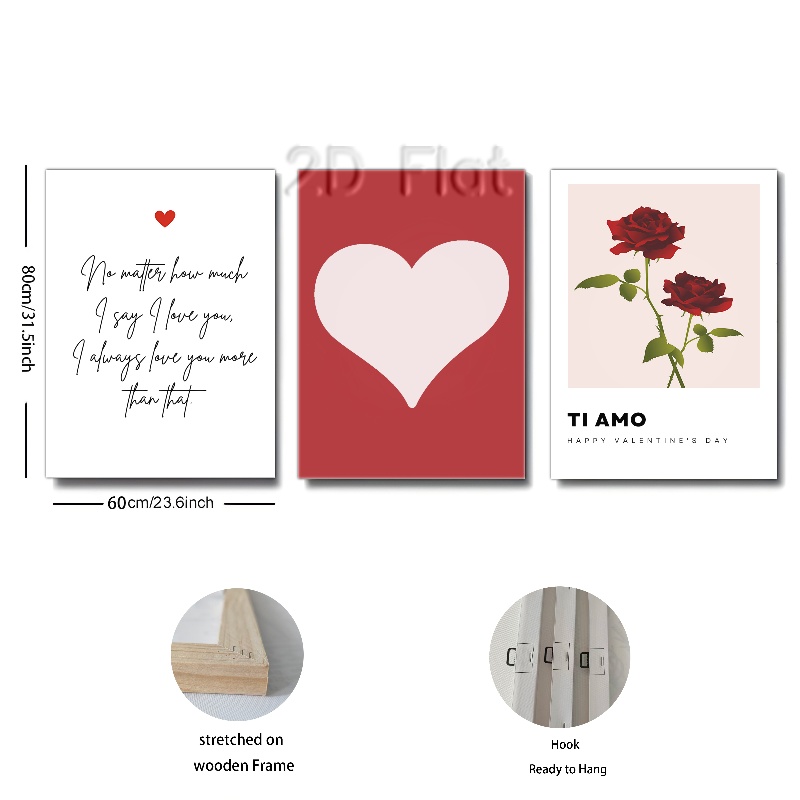 2D Flat
No matter how much
I say I love you,
I always love you more
than that.
TI AMO
HAPPY VALENTINE'S DAY
80cm/31.5inch
60cm/23.6inch
stretched on
wooden Frame
Hook
Ready to Hang